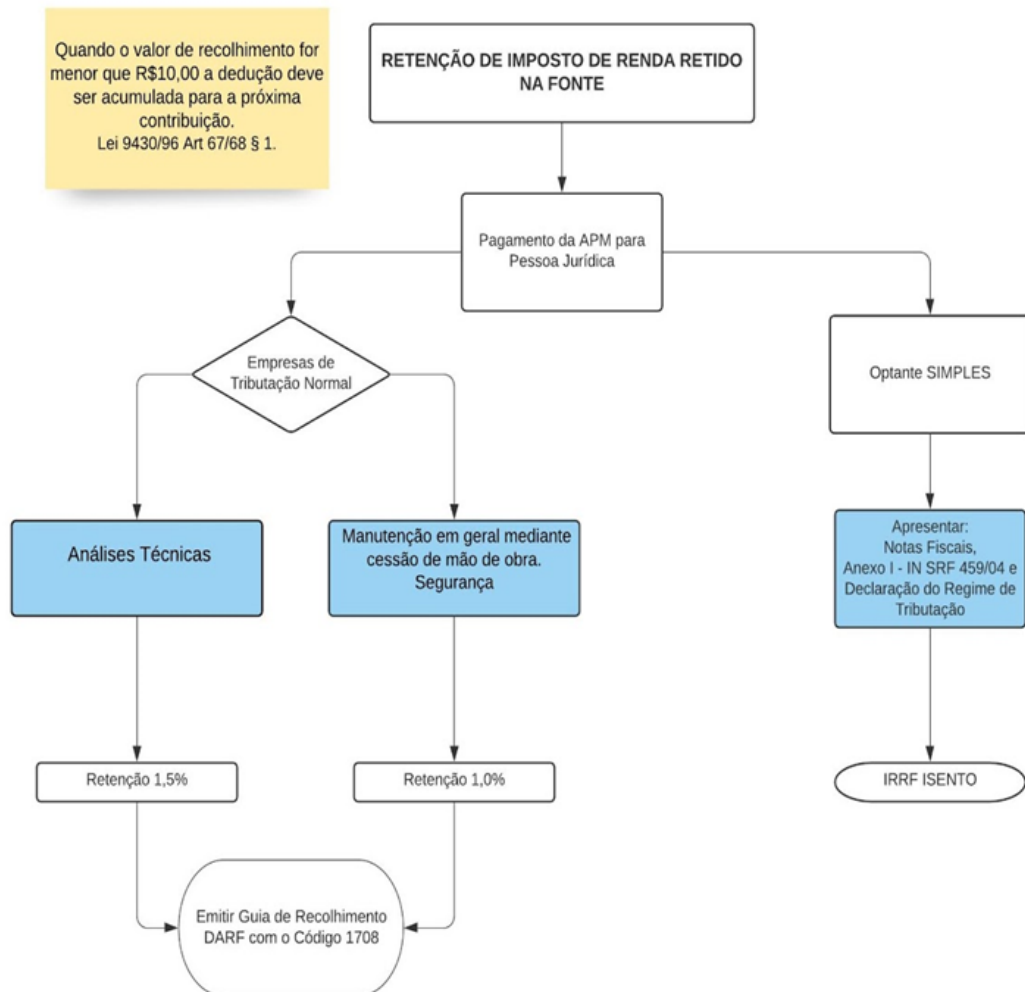 Quando o valor de recolhimento for
menor que R$10,00 a dedução deve
ser acumulada para a próxima
contribuição.
Lei 9430/96 Art 67/68 § 1.
RETENÇÃO DE IMPOSTO DE RENDA RETIDO
NA FONTE
Pagamento da APM para
Pessoa Jurídica
Empresas de
Tributação Normal
Optante SIMPLES
Análises Técnicas
Manutenção em geral mediante
cessão de mão de obra.
Segurança
Apresentar:
Notas Fiscais,
Anexo I - IN SRF 459/04 e
Declaração do Regime de
Tributação
Retenção 1,5%
Retenção 1,0%
IRRF ISENTO
Emitir Guia de Recolhimento
DARF com o Código 1708